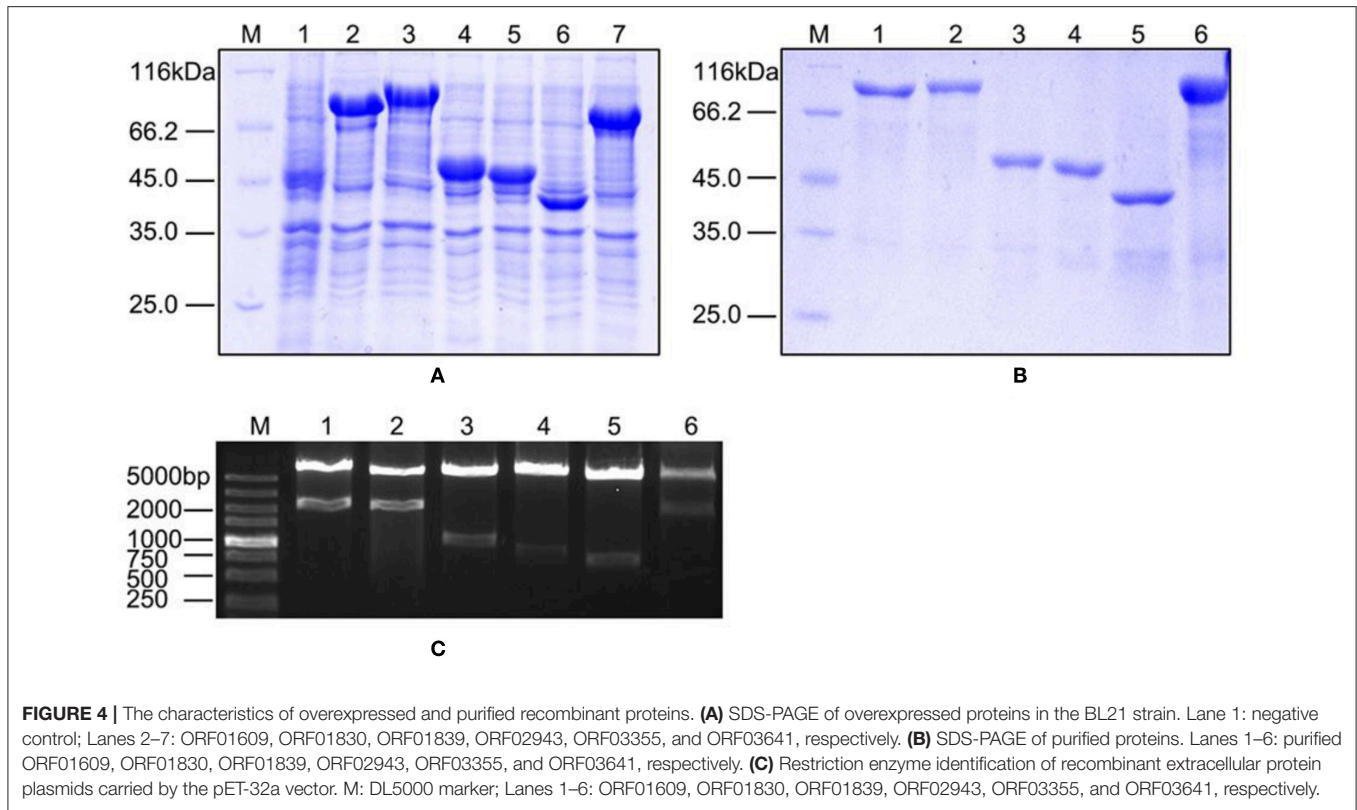 M 1 2 3 4 5 6 7
116kDa
66.2
45.0
35.0
25.0
A
M 1 2 3 4 5 6
116kDa
66.2
45.0
35.0
25.0
B
M 1 2 3 4 5 6
5000bp
2000
1000
750
500
250
C
FIGURE 4 | The characteristics of overexpressed and purified recombinant proteins. (A) SDS-PAGE of overexpressed proteins in the BL21 strain. Lane 1: negative
control; Lanes 2–7: ORF01609, ORF01830, ORF01839, ORF02943, ORF03355, and ORF03641, respectively. (B) SDS-PAGE of purified proteins. Lanes 1–6: purified
ORF01609, ORF01830, ORF01839, ORF02943, ORF03355, and ORF03641, respectively. (C) Restriction enzyme identification of recombinant extracellular protein
plasmids carried by the pET-32a vector. M: DL5000 marker; Lanes 1–6: ORF01609, ORF01830, ORF01839, ORF02943, ORF03355, and ORF03641, respectively.